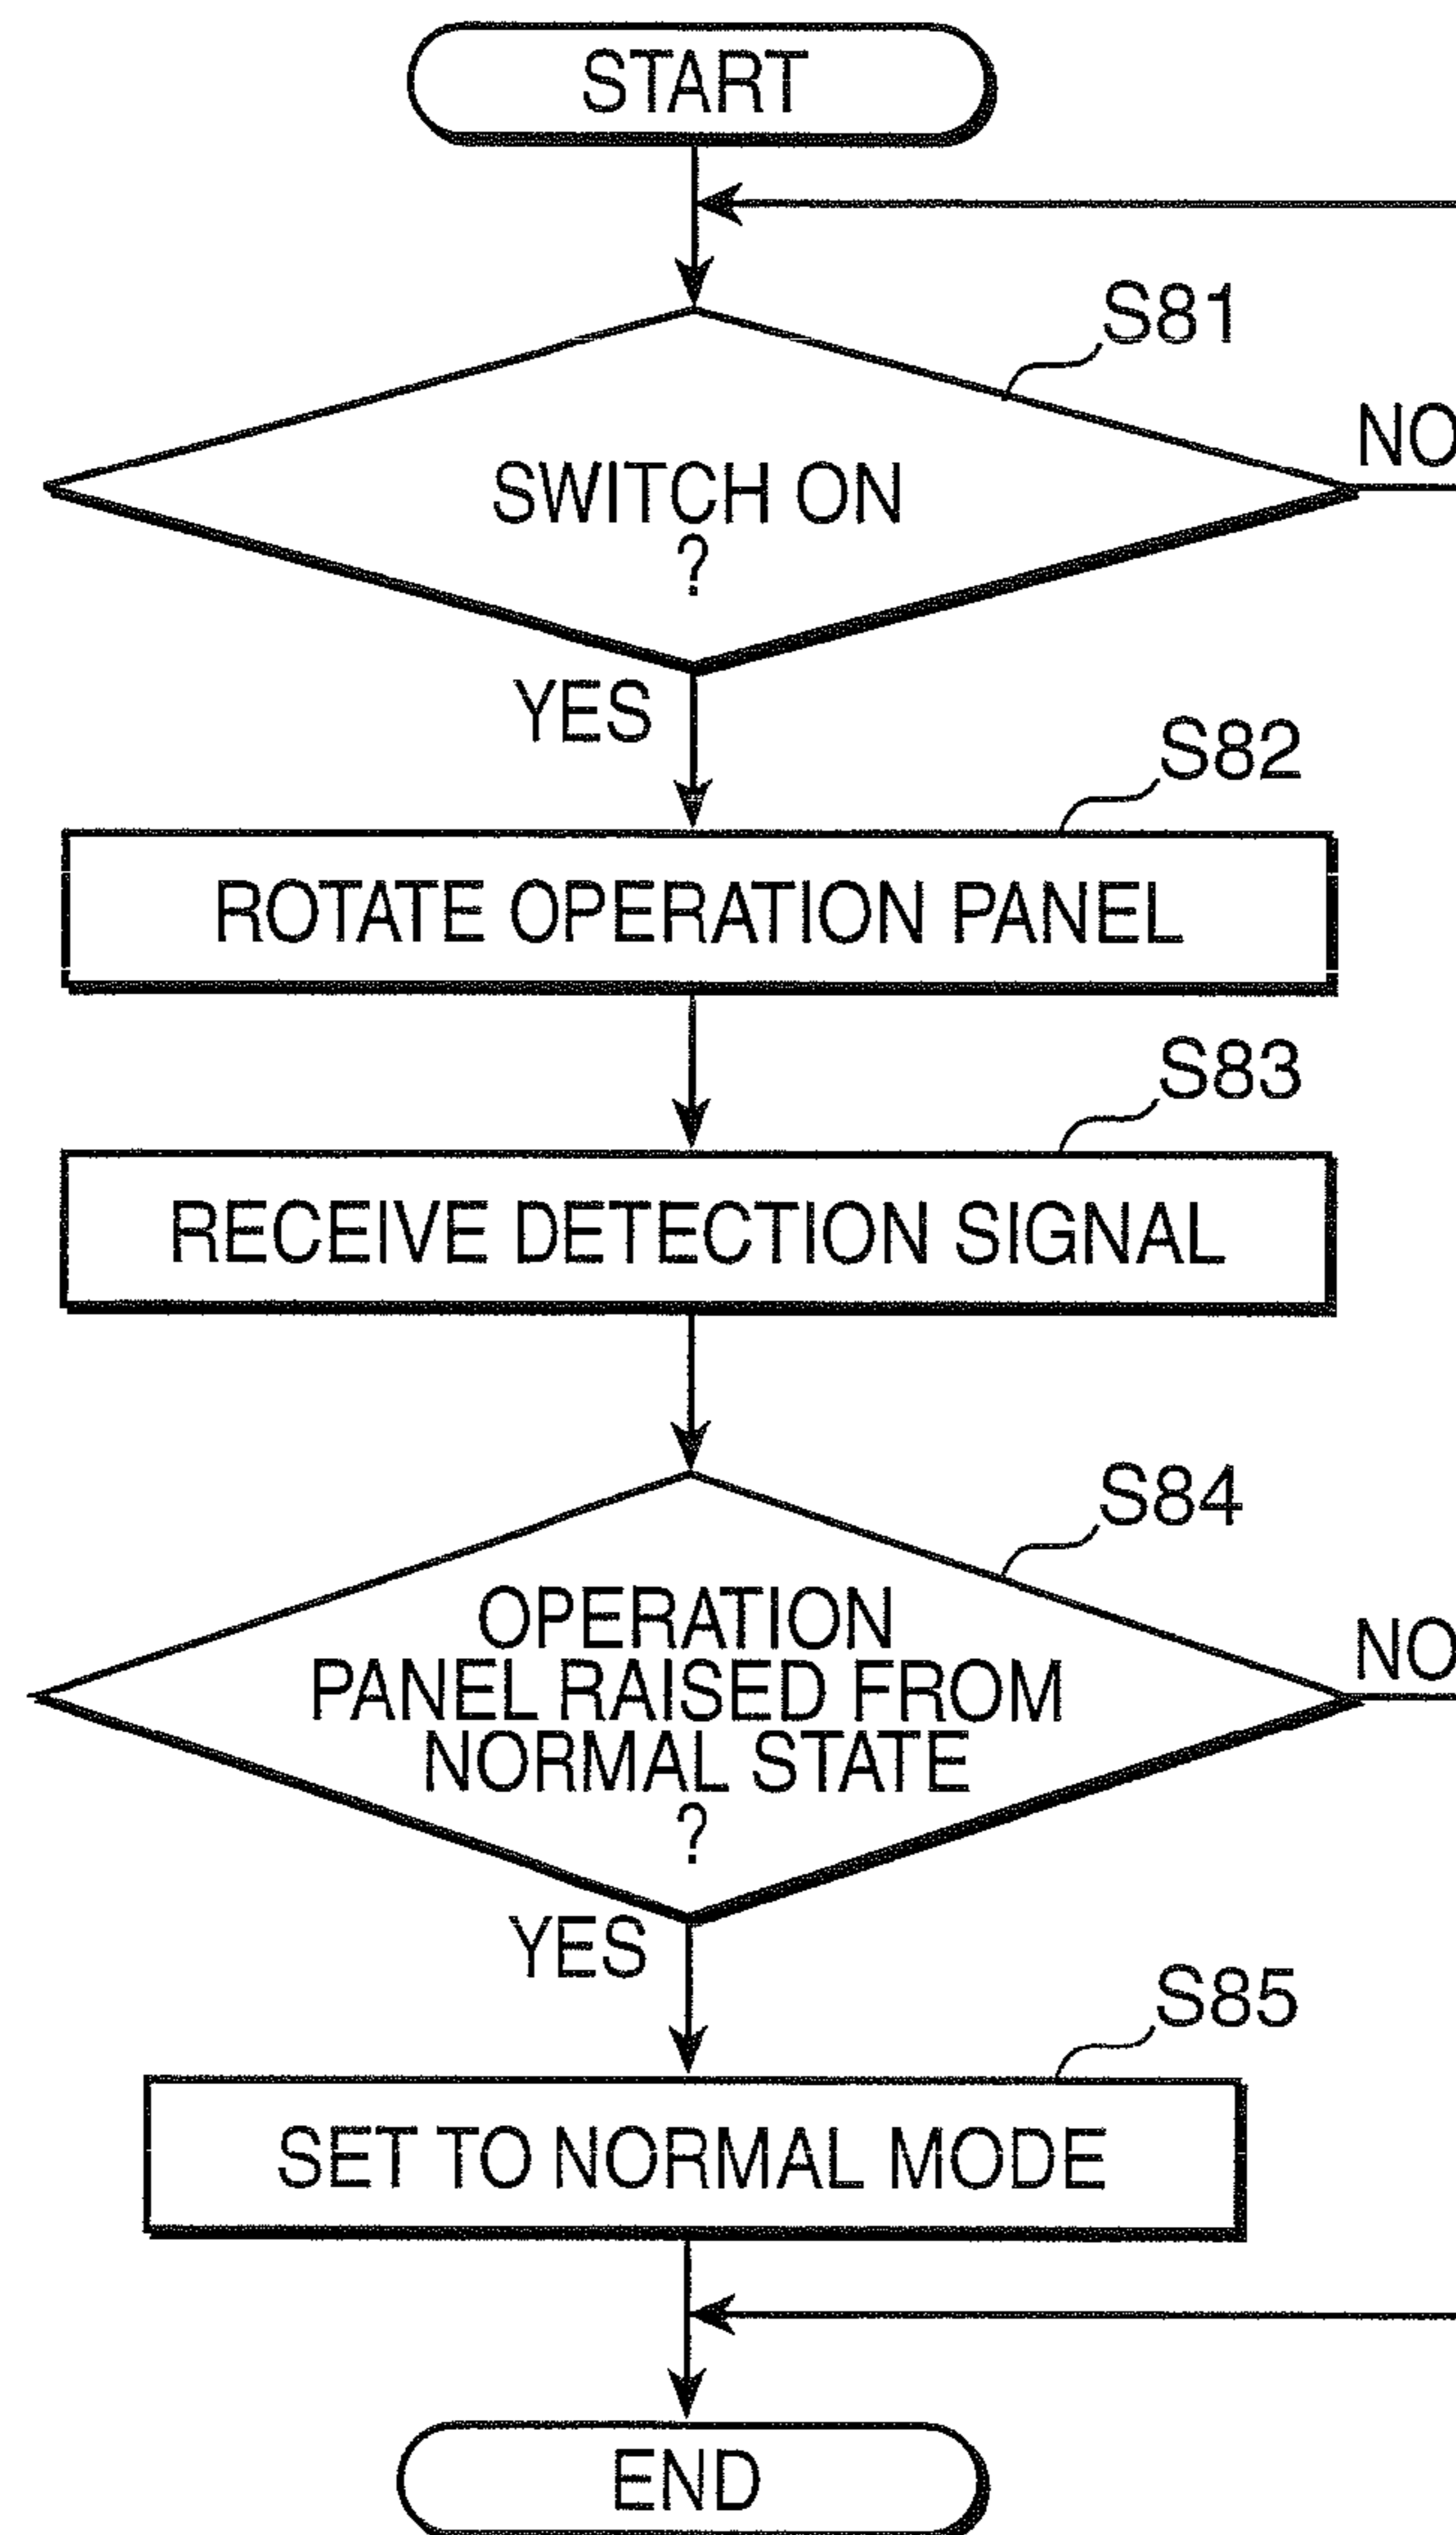 START
S81
SWITCH ON
?
NO
YES
S82
ROTATE OPERATION PANEL
S83
RECEIVE DETECTION SIGNAL
S84
OPERATION
PANEL RAISED FROM
NORMAL STATE
?
NO
YES
S85
SET TO NORMAL MODE
END